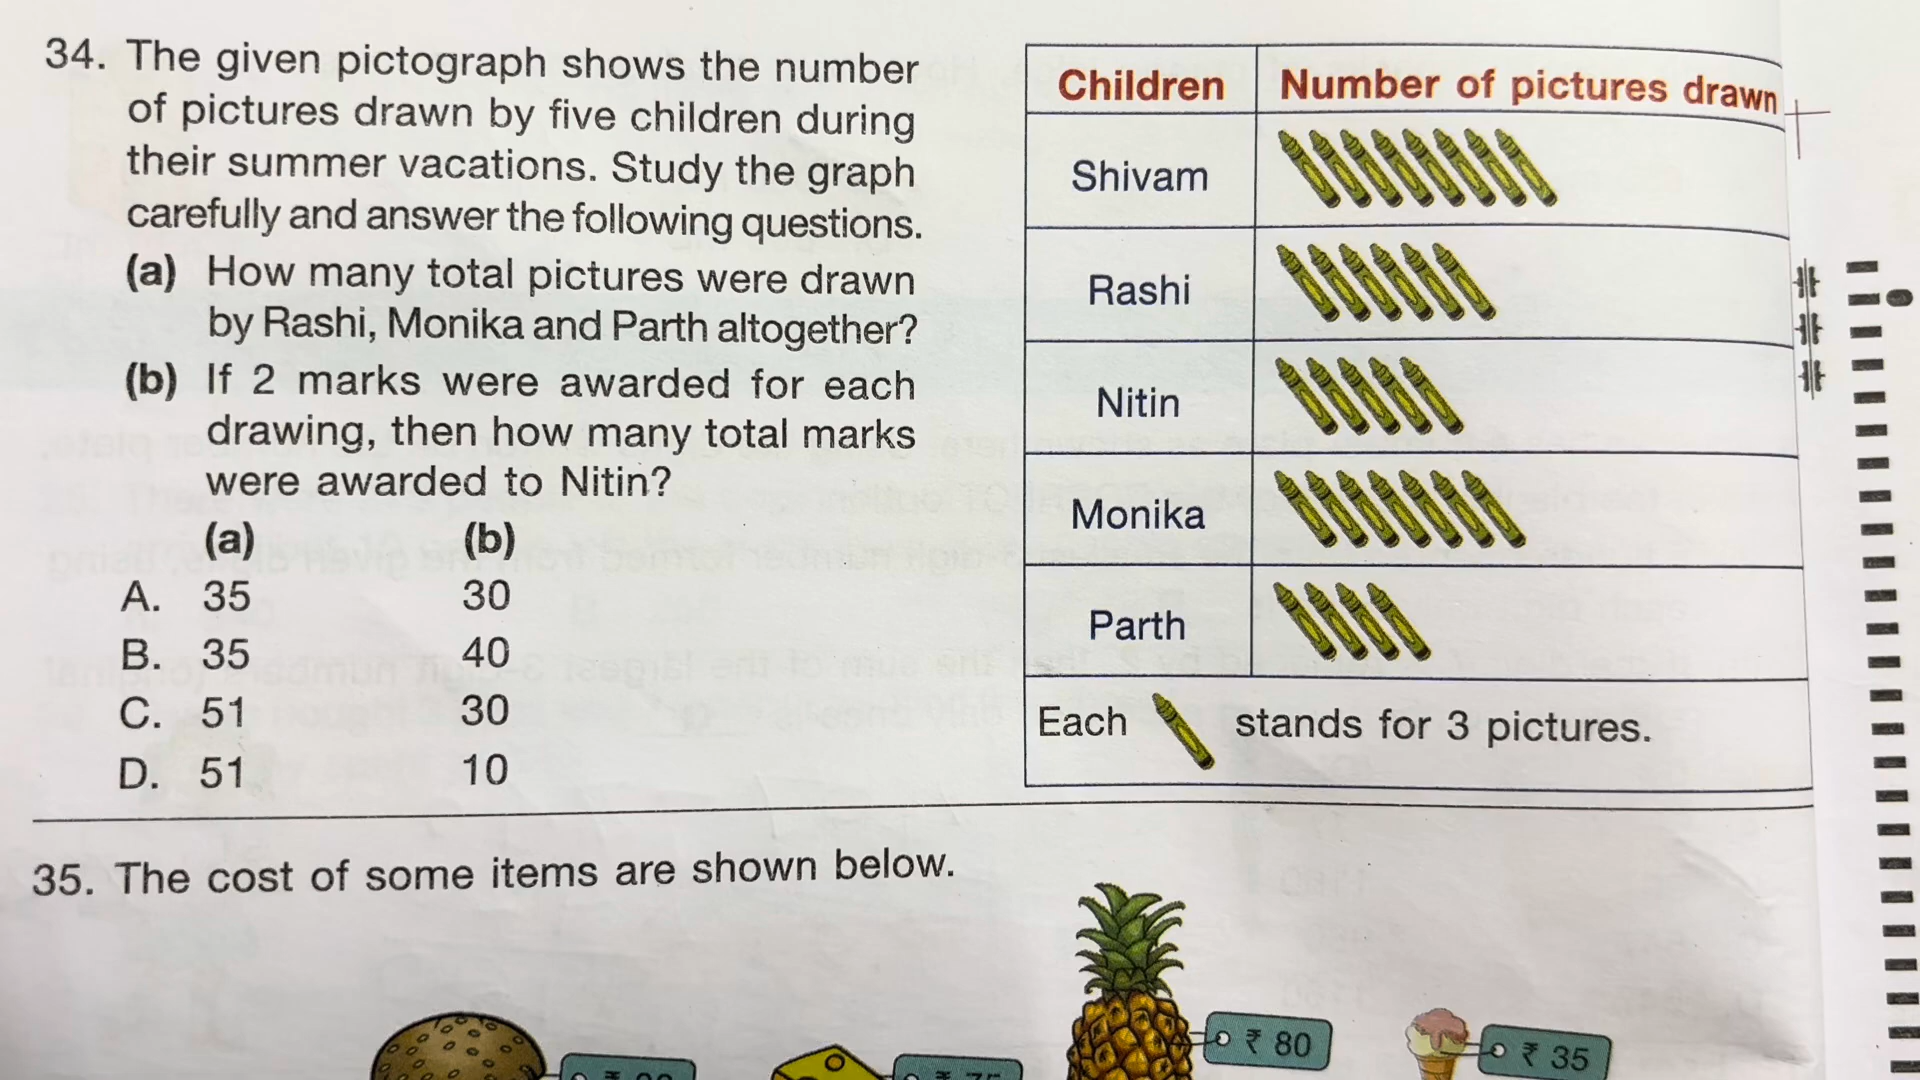 34. The given pictograph shows the number
of pictures drawn by five children during
their summer vacations. Study the graph
carefully and answer the following questions.
(a) How many total pictures were drawn
by Rashi, Monika and Parth altogether?
(b) If 2 marks were awarded for each
drawing, then how many total marks
were awarded to Nitin?
(a) (b)
A. 35 30
B. 35 40
C. 51 30
D. 51 10
Children Number of pictures drawn
Shivam
Rashi
Nitin
Monika
Parth
Each stands for 3 pictures.
35. The cost of some items are shown below.
₹ 80
₹ 35